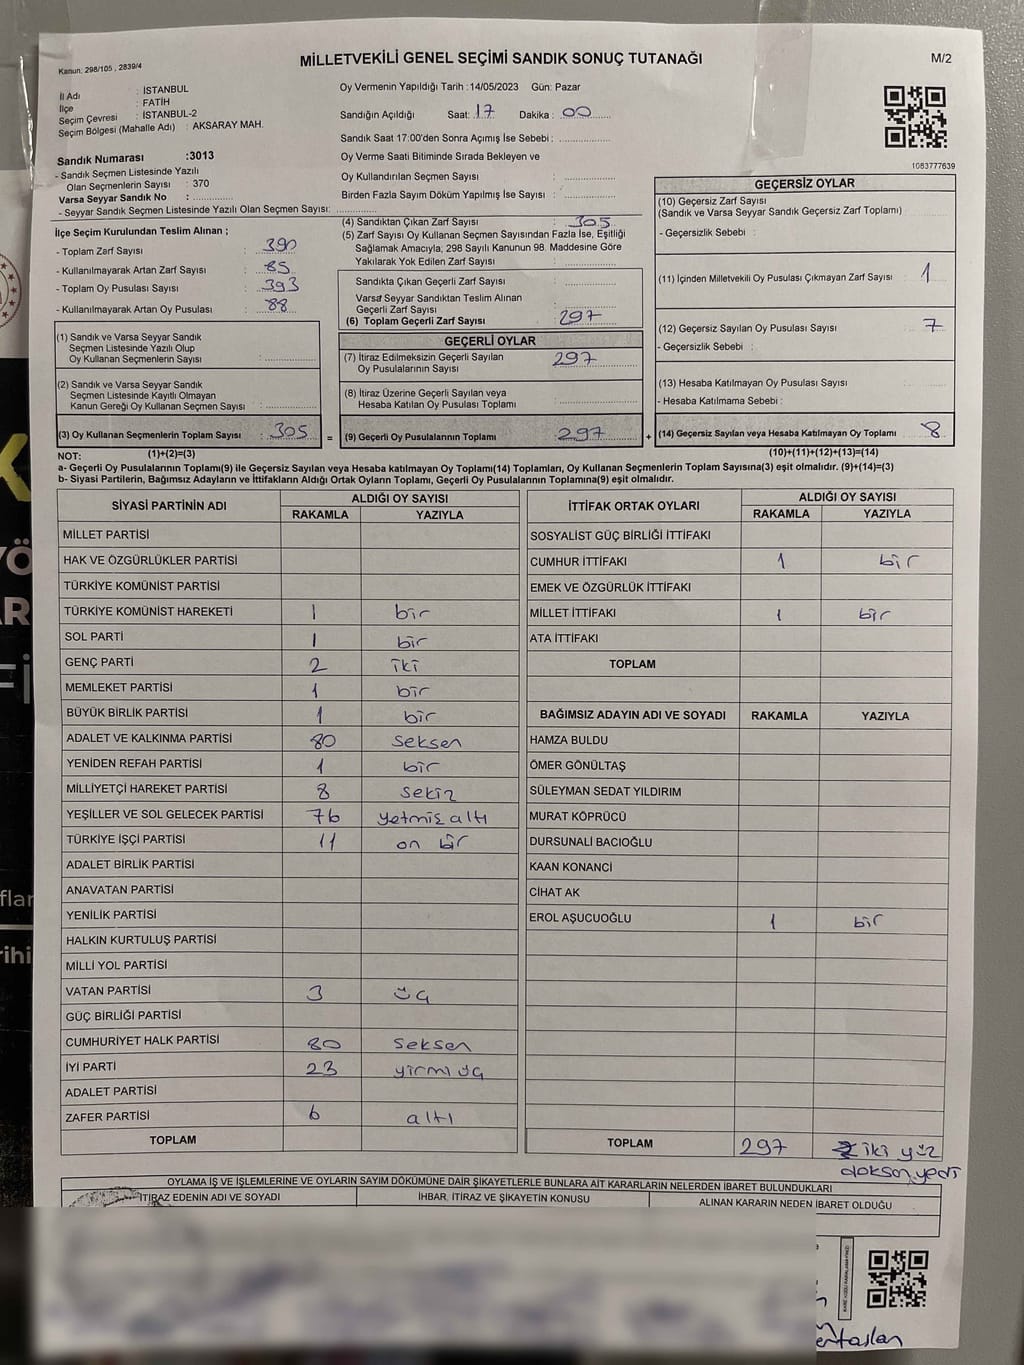 Kanun: 298/105 , 2839/4
MİLLETVEKİLİ GENEL SEÇİMİ SANDIK SONUÇ TUTANAĞI
M/2
İl Adı : İSTANBUL
İlçe : FATİH
Seçim Çevresi : İSTANBUL-2
Seçim Bölgesi (Mahalle Adı) : AKSARAY MAH.
Sandık Numarası :3013
- Sandık Seçmen Listesinde Yazılı
Olan Seçmenlerin Sayısı : 370
Varsa Seyyar Sandık No :
- Seyyar Sandık Seçmen Listesinde Yazılı Olan Seçmen Sayısı:
Oy Vermenin Yapıldığı Tarih :14/05/2023 Gün: Pazar
Sandığın Açıldığı Saat: 17 Dakika : 00
Sandık Saat 17:00'den Sonra Açımış İse Sebebi :
Oy Verme Saati Bitiminde Sırada Bekleyen ve
Oy Kullandırılan Seçmen Sayısı :
Birden Fazla Sayım Döküm Yapılmış İse Sayısı :
1083777639
İlçe Seçim Kurulundan Teslim Alınan ;
- Toplam Zarf Sayısı : 390
- Kullanılmayarak Artan Zarf Sayısı : 85
- Toplam Oy Pusulası Sayısı : 393
- Kullanılmayarak Artan Oy Pusulası : 88
(4) Sandıktan Çıkan Zarf Sayısı : 305
(5) Zarf Sayısı Oy Kullanan Seçmen Sayısından Fazla İse, Eşitliği
Sağlamak Amacıyla, 298 Sayılı Kanunun 98. Maddesine Göre
Yakılarak Yok Edilen Zarf Sayısı :
Sandıkta Çıkan Geçerli Zarf Sayısı :
Varsa Seyyar Sandıktan Teslim Alınan
Geçerli Zarf Sayısı :
(6) Toplam Geçerli Zarf Sayısı : 297
GEÇERSİZ OYLAR
(10) Geçersiz Zarf Sayısı
(Sandık ve Varsa Seyyar Sandık Geçersiz Zarf Toplamı) :
- Geçersizlik Sebebi :
(11) İçinden Milletvekili Oy Pusulası Çıkmayan Zarf Sayısı : 1
(12) Geçersiz Sayılan Oy Pusulası Sayısı : 7
- Geçersizlik Sebebi :
(13) Hesaba Katılmayan Oy Pusulası Sayısı :
- Hesaba Katılmama Sebebi :
(1) Sandık ve Varsa Seyyar Sandık
Seçmen Listesinde Yazılı Olup
Oy Kullanan Seçmenlerin Sayısı :
(2) Sandık ve Varsa Seyyar Sandık
Seçmen Listesinde Kayıtlı Olmayan
Kanun Gereği Oy Kullanan Seçmen Sayısı :
GEÇERLİ OYLAR
(7) İtiraz Edilmeksizin Geçerli Sayılan
Oy Pusulalarının Sayısı : 297
(8) İtiraz Üzerine Geçerli Sayılan veya
Hesaba Katılan Oy Pusulası Toplamı :
(3) Oy Kullanan Seçmenlerin Toplam Sayısı : 305 = (9) Geçerli Oy Pusulalarının Toplamı : 297 + (14) Geçersiz Sayılan veya Hesaba Katılmayan Oy Toplamı : 8
NOT: (1)+(2)=(3) (10)+(11)+(12)+(13)=(14)
a- Geçerli Oy Pusulalarının Toplamı(9) ile Geçersiz Sayılan veya Hesaba katılmayan Oy Toplamı(14) Toplamları, Oy Kullanan Seçmenlerin Toplam Sayısına(3) eşit olmalıdır. (9)+(14)=(3)
b- Siyasi Partilerin, Bağımsız Adayların ve İttifakların Aldığı Ortak Oyların Toplamı, Geçerli Oy Pusulalarının Toplamına(9) eşit olmalıdır.
SİYASİ PARTİNİN ADI ALDIĞI OY SAYISI
RAKAMLA YAZIYLA
MİLLET PARTİSİ
HAK VE ÖZGÜRLÜKLER PARTİSİ
TÜRKİYE KOMÜNİST PARTİSİ
TÜRKİYE KOMÜNİST HAREKETİ 1 bir
SOL PARTİ 1 bir
GENÇ PARTİ 2 iki
MEMLEKET PARTİSİ 1 bir
BÜYÜK BİRLİK PARTİSİ 1 bir
ADALET VE KALKINMA PARTİSİ 80 seksen
YENİDEN REFAH PARTİSİ 1 bir
MİLLİYETÇİ HAREKET PARTİSİ 8 sekiz
YEŞİLLER VE SOL GELECEK PARTİSİ 76 yetmiş altı
TÜRKİYE İŞÇİ PARTİSİ 11 on bir
ADALET BİRLİK PARTİSİ
ANAVATAN PARTİSİ
YENİLİK PARTİSİ
HALKIN KURTULUŞ PARTİSİ
MİLLİ YOL PARTİSİ
VATAN PARTİSİ 3 üç
GÜÇ BİRLİĞİ PARTİSİ
CUMHURİYET HALK PARTİSİ 80 seksen
İYİ PARTİ 23 yirmi üç
ADALET PARTİSİ
ZAFER PARTİSİ 6 altı
TOPLAM
İTTİFAK ORTAK OYLARI ALDIĞI OY SAYISI
RAKAMLA YAZIYLA
SOSYALİST GÜÇ BİRLİĞİ İTTİFAKI
CUMHUR İTTİFAKI 1 bir
EMEK VE ÖZGÜRLÜK İTTİFAKI
MİLLET İTTİFAKI 1 bir
ATA İTTİFAKI
TOPLAM
BAĞIMSIZ ADAYIN ADI VE SOYADI RAKAMLA YAZIYLA
HAMZA BULDU
ÖMER GÖNÜLTAŞ
SÜLEYMAN SEDAT YILDIRIM
MURAT KÖPRÜCÜ
DURSUNALİ BACIOĞLU
KAAN KONANCİ
CİHAT AK
EROL AŞUCUOĞLU 1 bir
TOPLAM 297 iki yüz
doksan yedi
OYLAMA İŞ VE İŞLEMLERİNE VE OYLARIN SAYIM DÖKÜMÜNE DAİR ŞİKAYETLERLE BUNLARA AİT KARARLARIN NELERDEN İBARET BULUNDUKLARI
İTİRAZ EDENİN ADI VE SOYADI İHBAR, İTİRAZ VE ŞİKAYETİN KONUSU ALINAN KARARIN NEDEN İBARET OLDUĞU